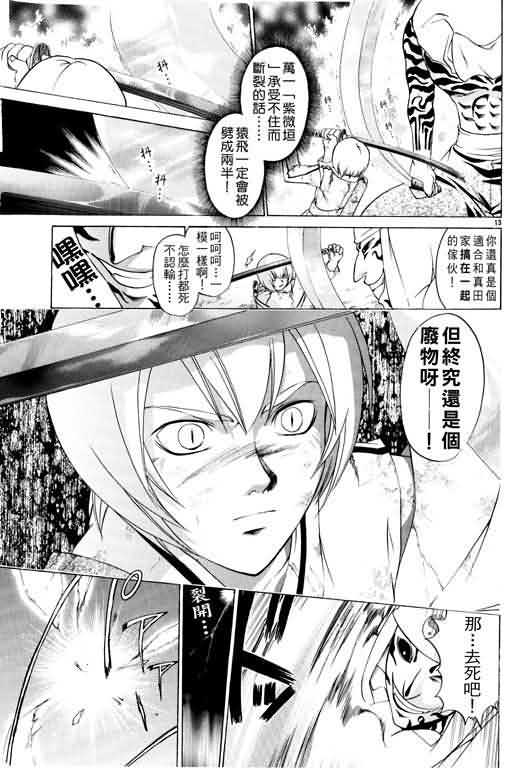 萬一「紫微垣
」承受不住而
斷裂的話…
猿飛一定會被
劈成兩半！
抖
抖
抖
抖
13
你還真是個
適合和真田
家搞在一起
的傢伙！
呵呵呵…一
模一樣啊！
怎麼打都死
不認輸…
嘿
嘿
…
但終究還是個
廢物呀——！
那…去死吧！
裂開…